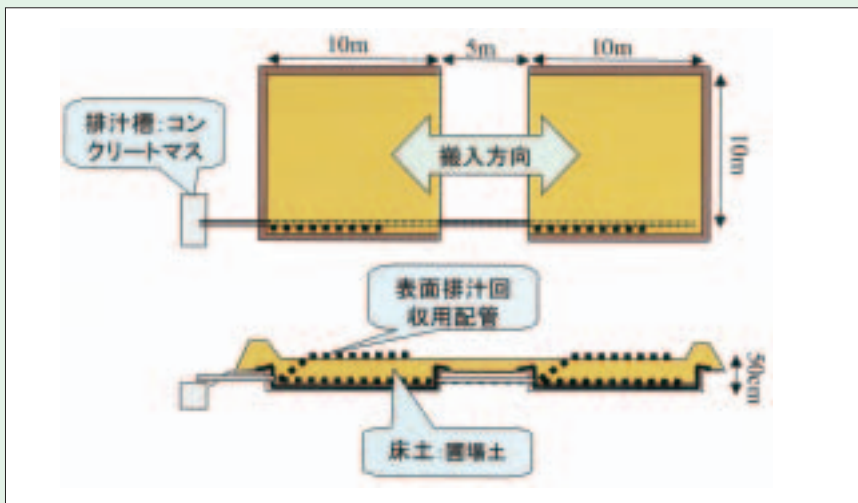 10m 5m 10m
排汁槽:コン
クリートマス
搬入方向
10m
表面排汁回
収用配管
50cm
床土:圃場土